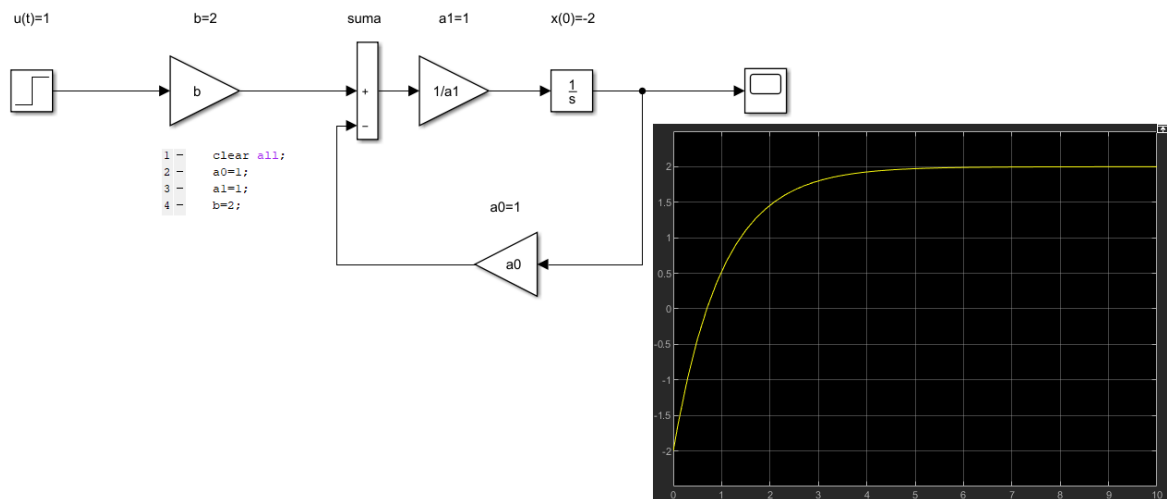 u(t)=1 b=2 suma a1=1 x(0)=-2
b + 1/a1 1/s
−
1 − clear all;
2 − a0=1;
3 − a1=1;
4 − b=2;
a0=1
a0
2
1.5
1
0.5
0
-0.5
-1
-1.5
-2
0 1 2 3 4 5 6 7 8 9 10